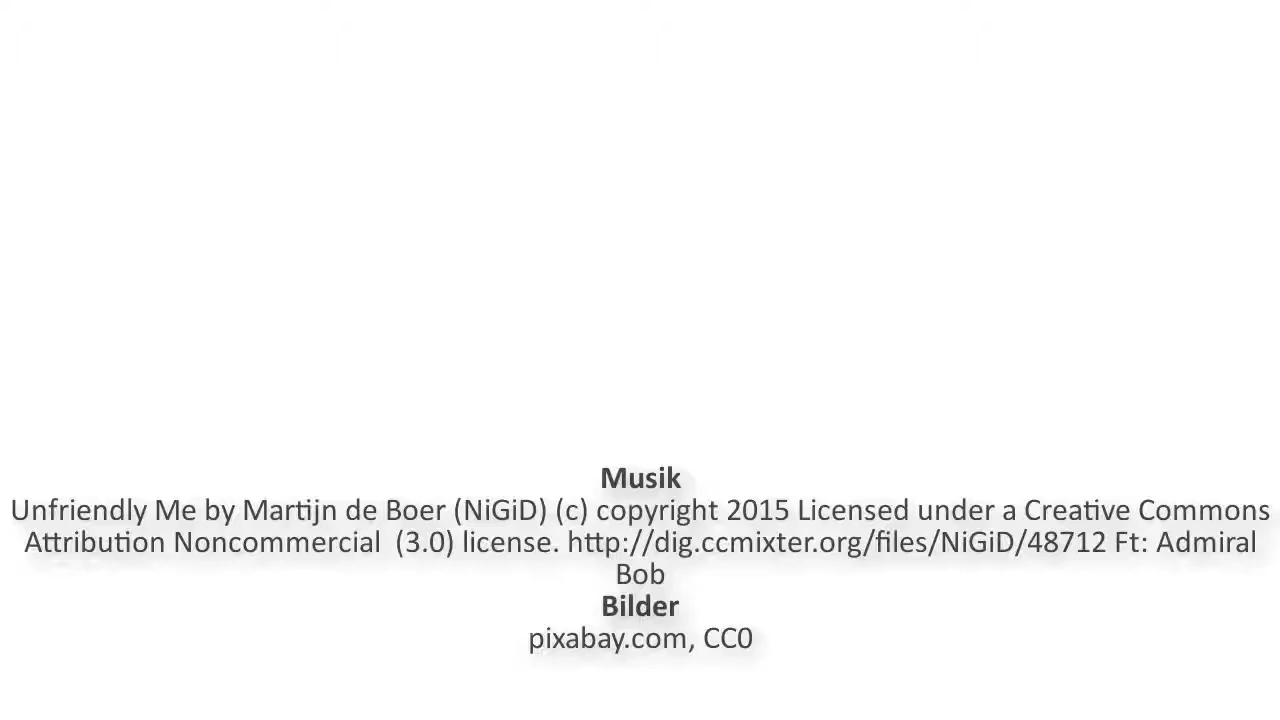 Musik
Unfriendly Me by Martijn de Boer (NiGiD) (c) copyright 2015 Licensed under a Creative Commons
Attribution Noncommercial  (3.0) license. http://dig.ccmixter.org/files/NiGiD/48712 Ft: Admiral
Bob
Bilder
pixabay.com, CC0